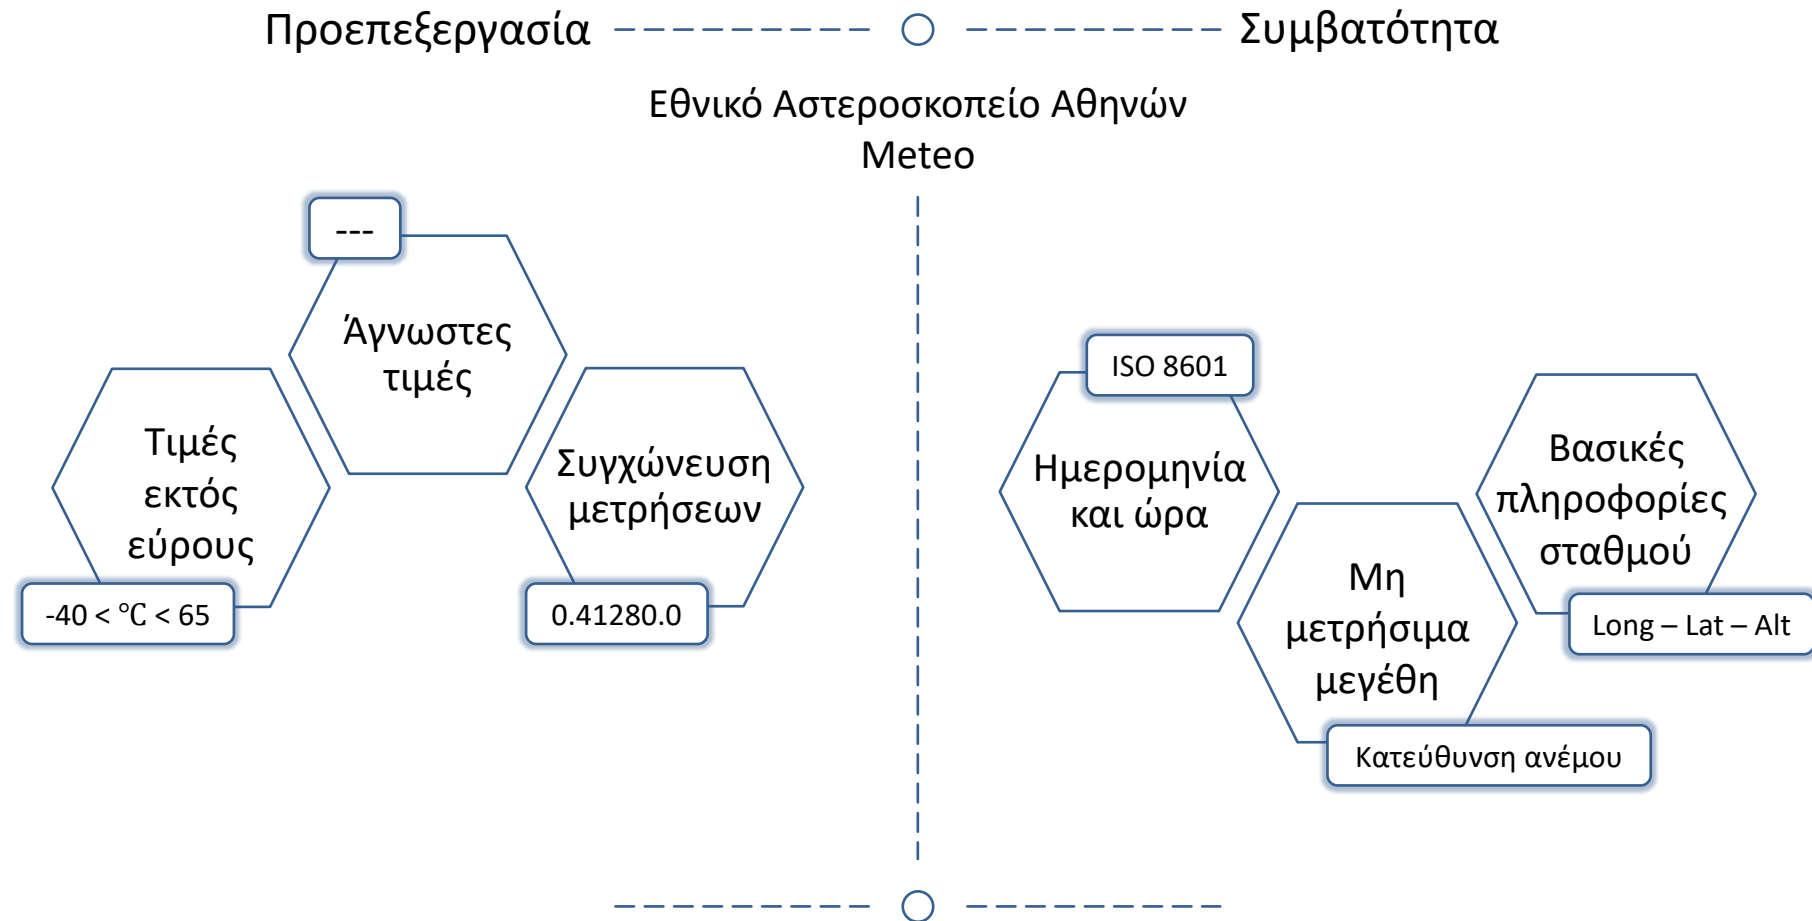 Προεπεξεργασία
Συμβατότητα
Εθνικό Αστεροσκοπείο Αθηνών
Meteo
---
Άγνωστες
τιμές
Τιμές
εκτός
εύρους
-40 < °C < 65
Συγχώνευση
μετρήσεων
0.41280.0
ISO 8601
Ημερομηνία
και ώρα
Μη
μετρήσιμα
μεγέθη
Κατεύθυνση ανέμου
Βασικές
πληροφορίες
σταθμού
Long – Lat – Alt